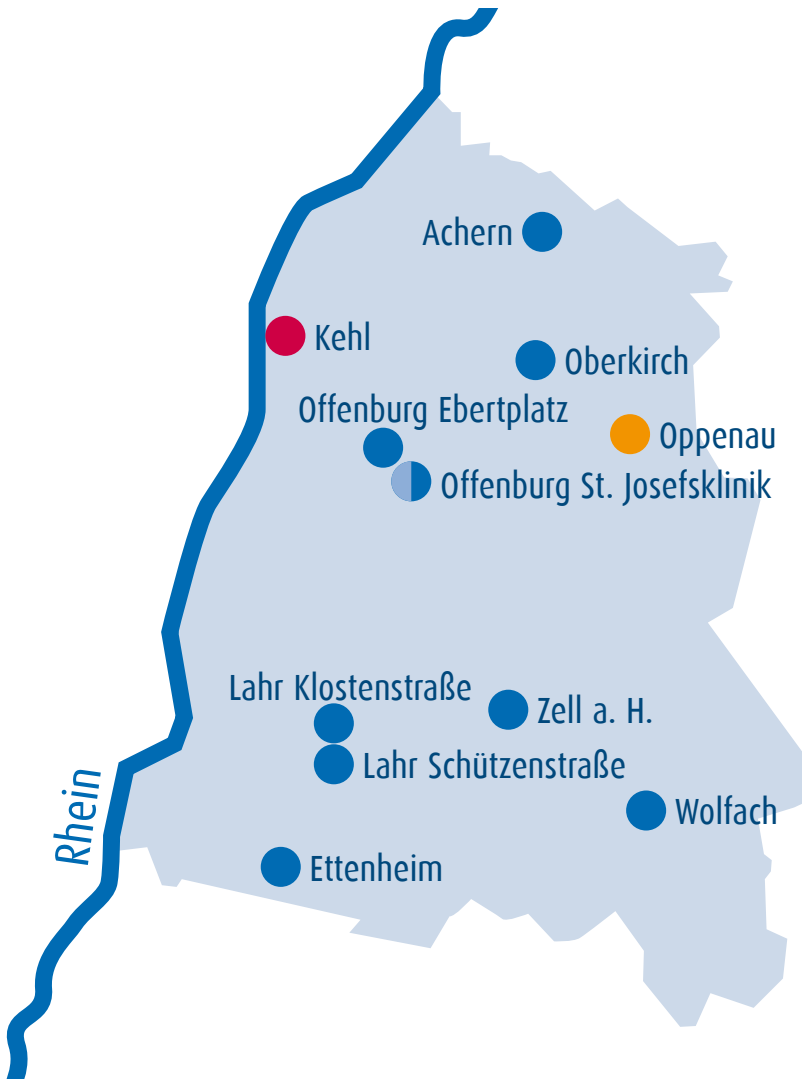 Achern
Kehl
Oberkirch
Offenburg Ebertplatz
Oppenau
Offenburg St. Josefsklinik
Lahr Klostenstraße
Zell a. H.
Lahr Schützenstraße
Rhein
Wolfach
Ettenheim